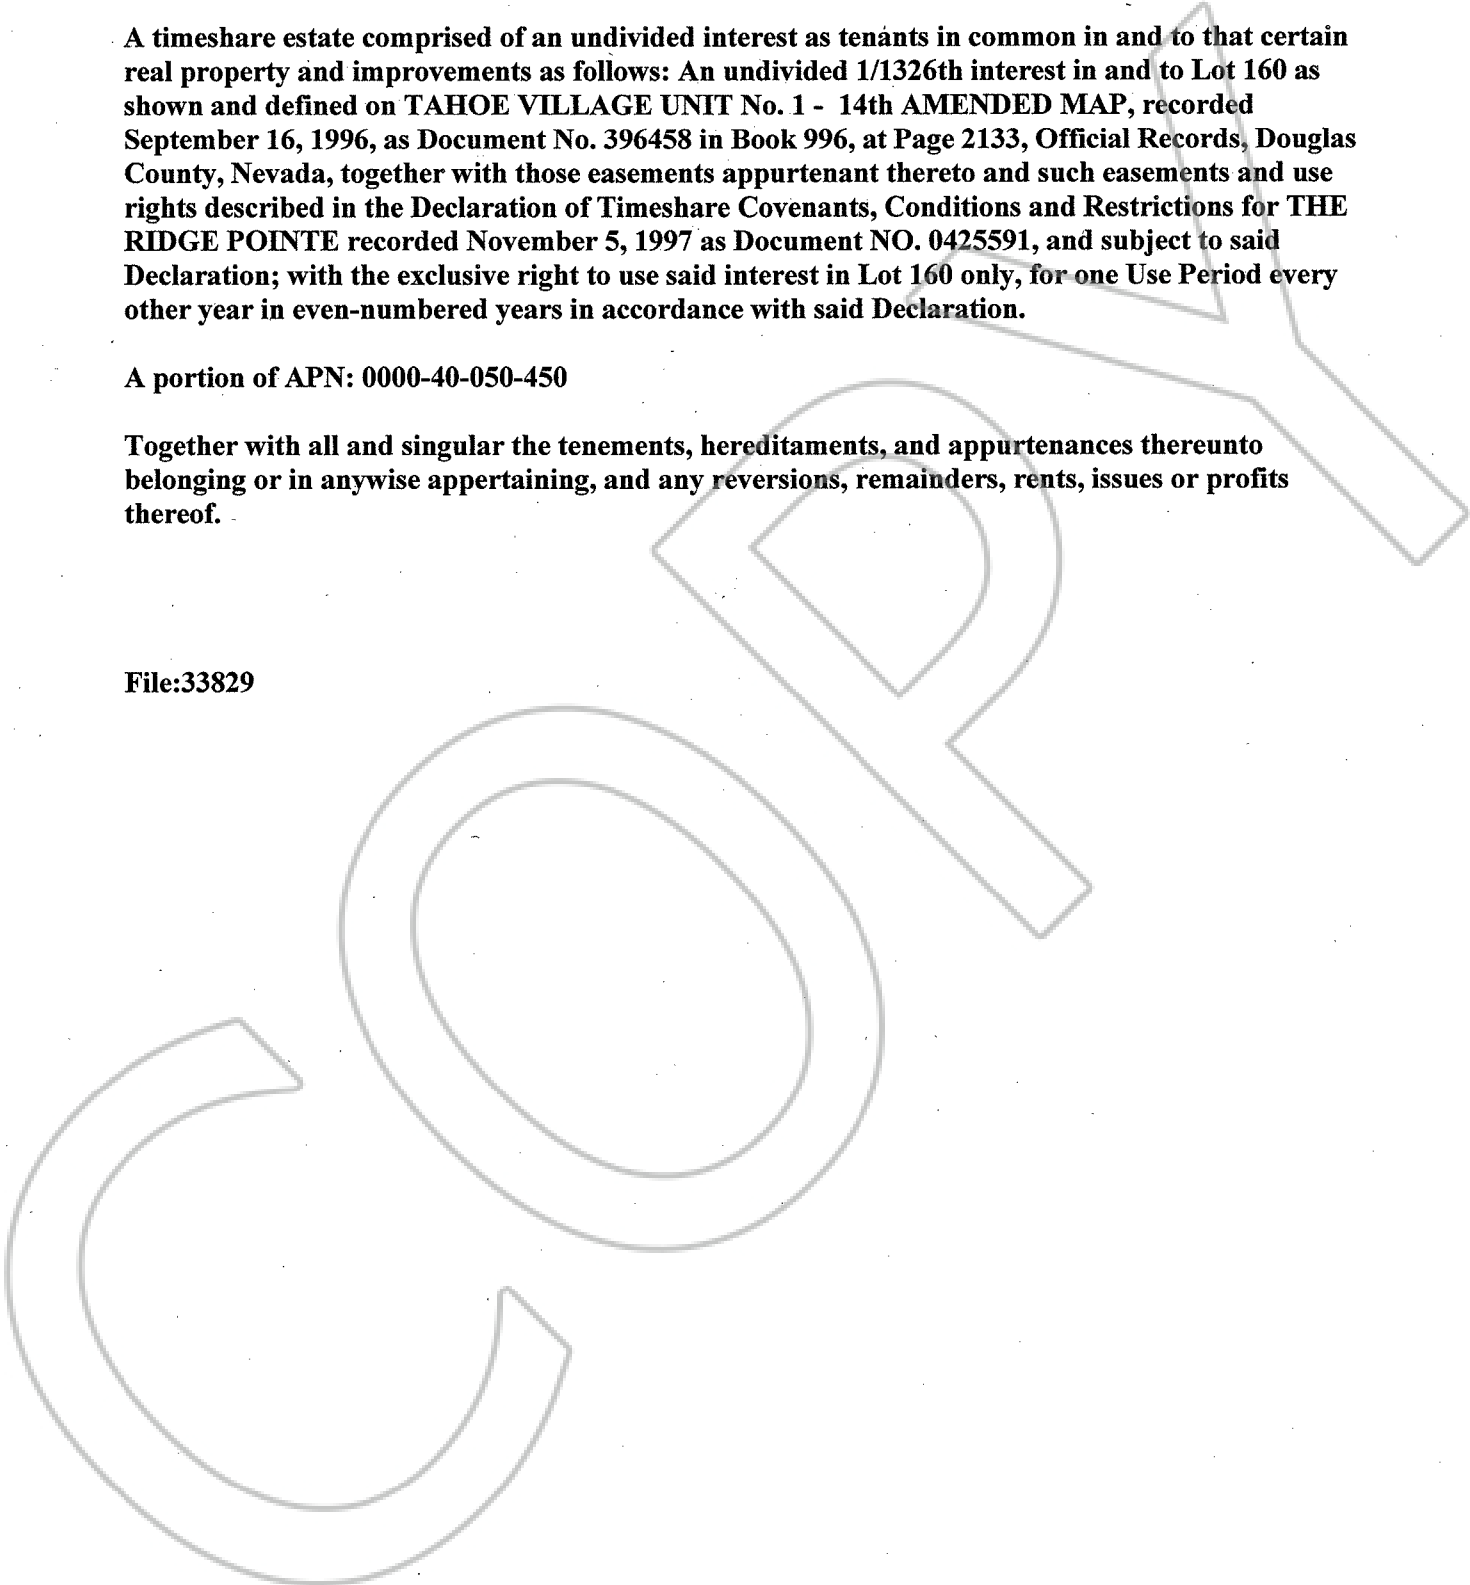 A timeshare estate comprised of an undivided interest as tenants in common in and to that certain
real property and improvements as follows: An undivided 1/1326th interest in and to Lot 160 as
shown and defined on TAHOE VILLAGE UNIT No. 1 - 14th AMENDED MAP, recorded
September 16, 1996, as Document No. 396458 in Book 996, at Page 2133, Official Records, Douglas
County, Nevada, together with those easements appurtenant thereto and such easements and use
rights described in the Declaration of Timeshare Covenants, Conditions and Restrictions for THE
RIDGE POINTE recorded November 5, 1997 as Document NO. 0425591, and subject to said
Declaration; with the exclusive right to use said interest in Lot 160 only, for one Use Period every
other year in even-numbered years in accordance with said Declaration.
A portion of APN: 0000-40-050-450
Together with all and singular the tenements, hereditaments, and appurtenances thereunto
belonging or in anywise appertaining, and any reversions, remainders, rents, issues or profits
thereof.
File:33829
COPY